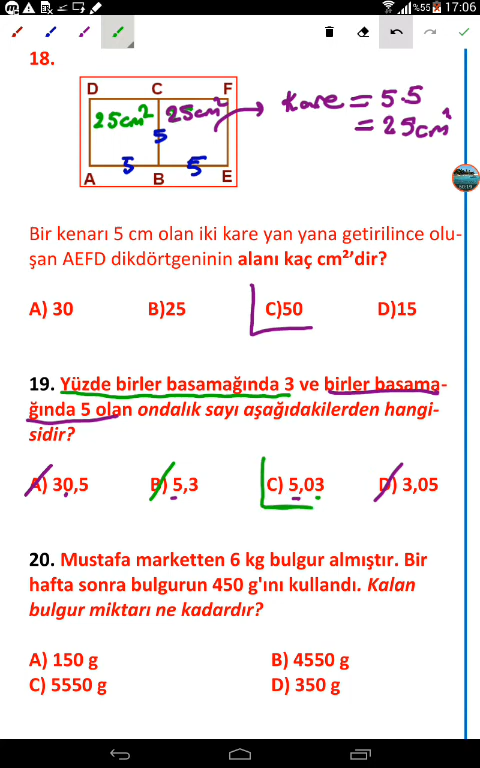 %55 17:06
18.
D C F
25cm² 25cm²
5
5 5
A B E
Kare = 5.5
= 25cm²
Bir kenarı 5 cm olan iki kare yan yana getirilince olu-
şan AEFD dikdörtgeninin alanı kaç cm²'dir?
A) 30 B)25 C)50 D)15
19. Yüzde birler basamağında 3 ve birler basama-
ğında 5 olan ondalık sayı aşağıdakilerden hangi-
sidir?
A) 30,5 B) 5,3 C) 5,03 D) 3,05
20. Mustafa marketten 6 kg bulgur almıştır. Bir
hafta sonra bulgurun 450 g'ını kullandı. Kalan
bulgur miktarı ne kadardır?
A) 150 g B) 4550 g
C) 5550 g D) 350 g